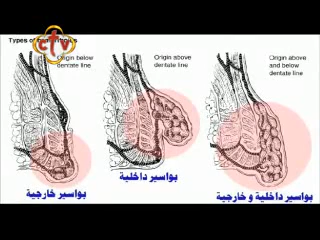 Types of hemorrhoids
CTV
Origin below
dentate line
Origin above
dentate line
Origin above
and below
dentate line
بواسير خارجية
بواسير داخلية
بواسير داخلية و خارجية